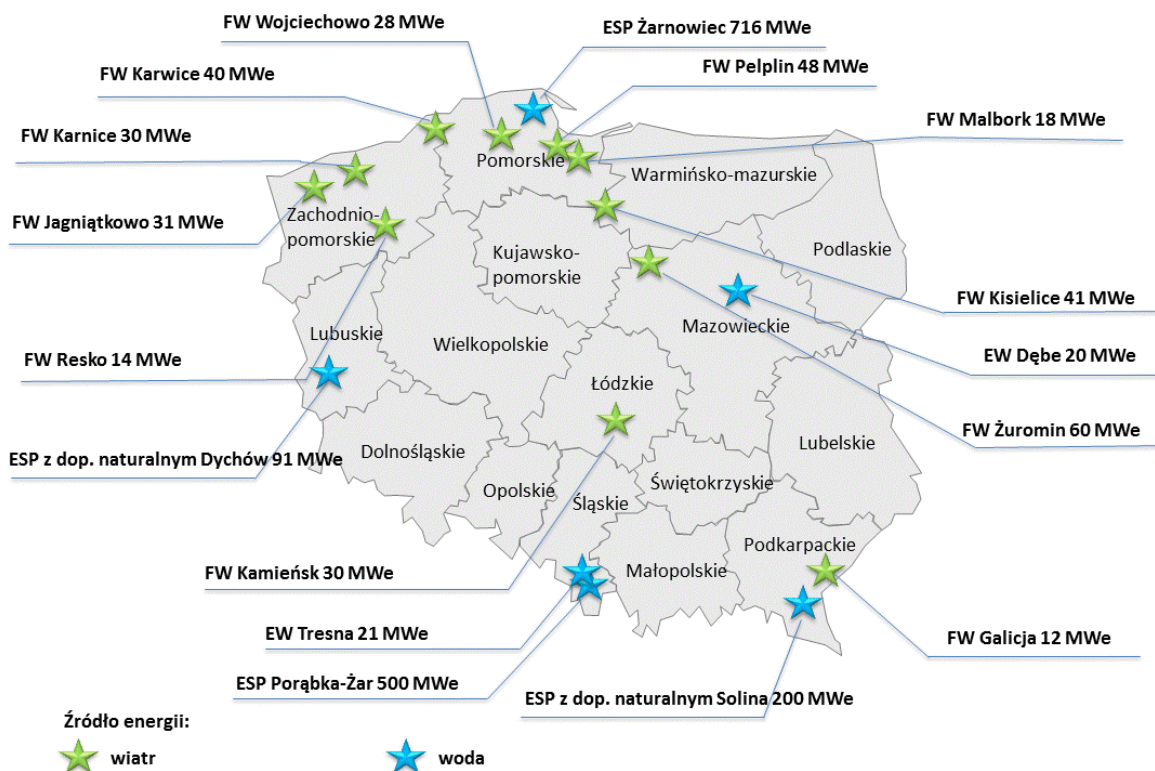 FW Wojciechowo 28 MWe
ESP Żarnowiec 716 MWe
FW Karwice 40 MWe
FW Pelplin 48 MWe
FW Karnice 30 MWe
FW Malbork 18 MWe
Pomorskie
Warmińsko-mazurskie
FW Jagniątkowo 31 MWe
Zachodnio-
pomorskie
Kujawsko-
pomorskie
Podlaskie
FW Kisielice 41 MWe
Mazowieckie
Lubuskie
Wielkopolskie
FW Resko 14 MWe
EW Dębe 20 MWe
Łódzkie
FW Żuromin 60 MWe
Dolnośląskie
Lubelskie
ESP z dop. naturalnym Dychów 91 MWe
Opolskie
Śląskie
Świętokrzyskie
Podkarpackie
Małopolskie
FW Kamieńsk 30 MWe
EW Tresna 21 MWe
FW Galicja 12 MWe
ESP Porąbka-Żar 500 MWe
ESP z dop. naturalnym Solina 200 MWe
Źródło energii:
wiatr
woda